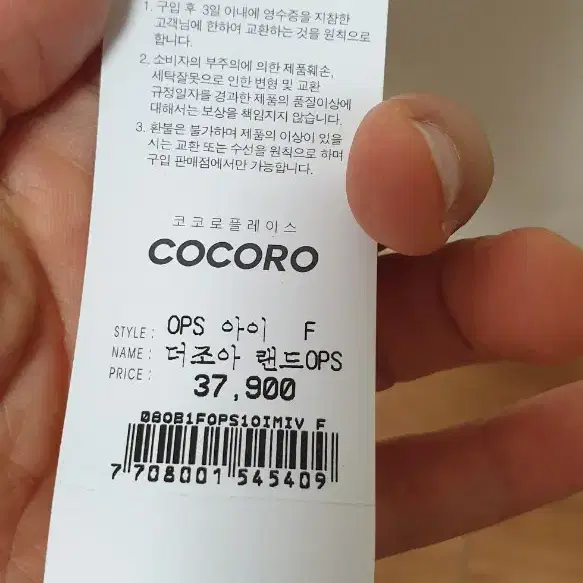 1. 구입 후 3일 이내에 영수증을 지참한
고객님에 한하여 교환하는 것을 원칙으로
합니다.
2. 소비자의 부주의에 의한 제품훼손,
세탁잘못으로 인한 변형 및 교환
규정일자를 경과한 제품의 품질이상에
대해서는 보상을 책임지지 않습니다.
3. 환불은 불가하며 제품의 이상이 있을
시는 교환 또는 수선을 원칙으로 하며
구입 판매점에서만 가능합니다.
코코로플레이스
COCORO
STYLE : OPS 아이 F
NAME : 더조아 랜드OPS
PRICE : 37,900
080B1FOPS10IMIV F
7 708001 545409